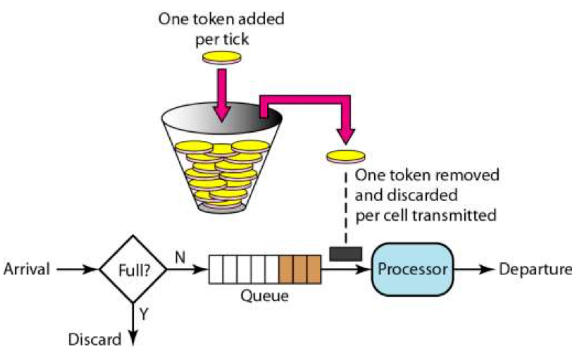 One token added
per tick
One token removed
and discarded
per cell transmitted
Arrival
Full?
N
Queue
Processor
Departure
Y
Discard